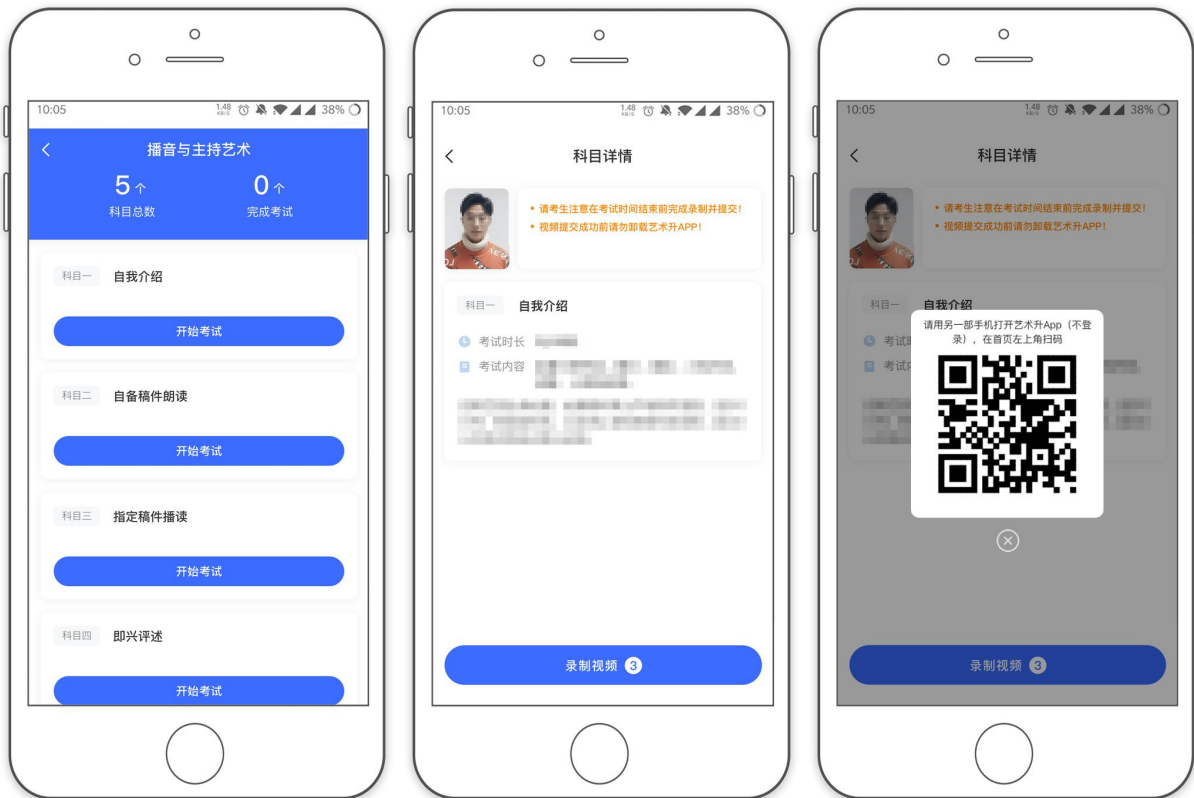 10:05
1.48 KB/S
38%
播音与主持艺术
5个
0个
科目总数
完成考试
科目一
自我介绍
开始考试
科目二
自备稿件朗读
开始考试
科目三
指定稿件播读
开始考试
科目四
即兴评述
开始考试
10:05
1.48 KB/S
38%
科目详情
• 请考生注意在考试时间结束前完成录制并提交!
• 视频提交成功前请勿卸载艺术升APP!
科目一
自我介绍
考试时长
考试内容
录制视频 3
10:05
1.48 KB/S
38%
科目详情
• 请考生注意在考试时间结束前完成录制并提交!
• 视频提交成功前请勿卸载艺术升APP!
科目一
自我介绍
请用另一部手机打开艺术升App（不登
录），在首页左上角扫码
考试
考试
录制视频 3